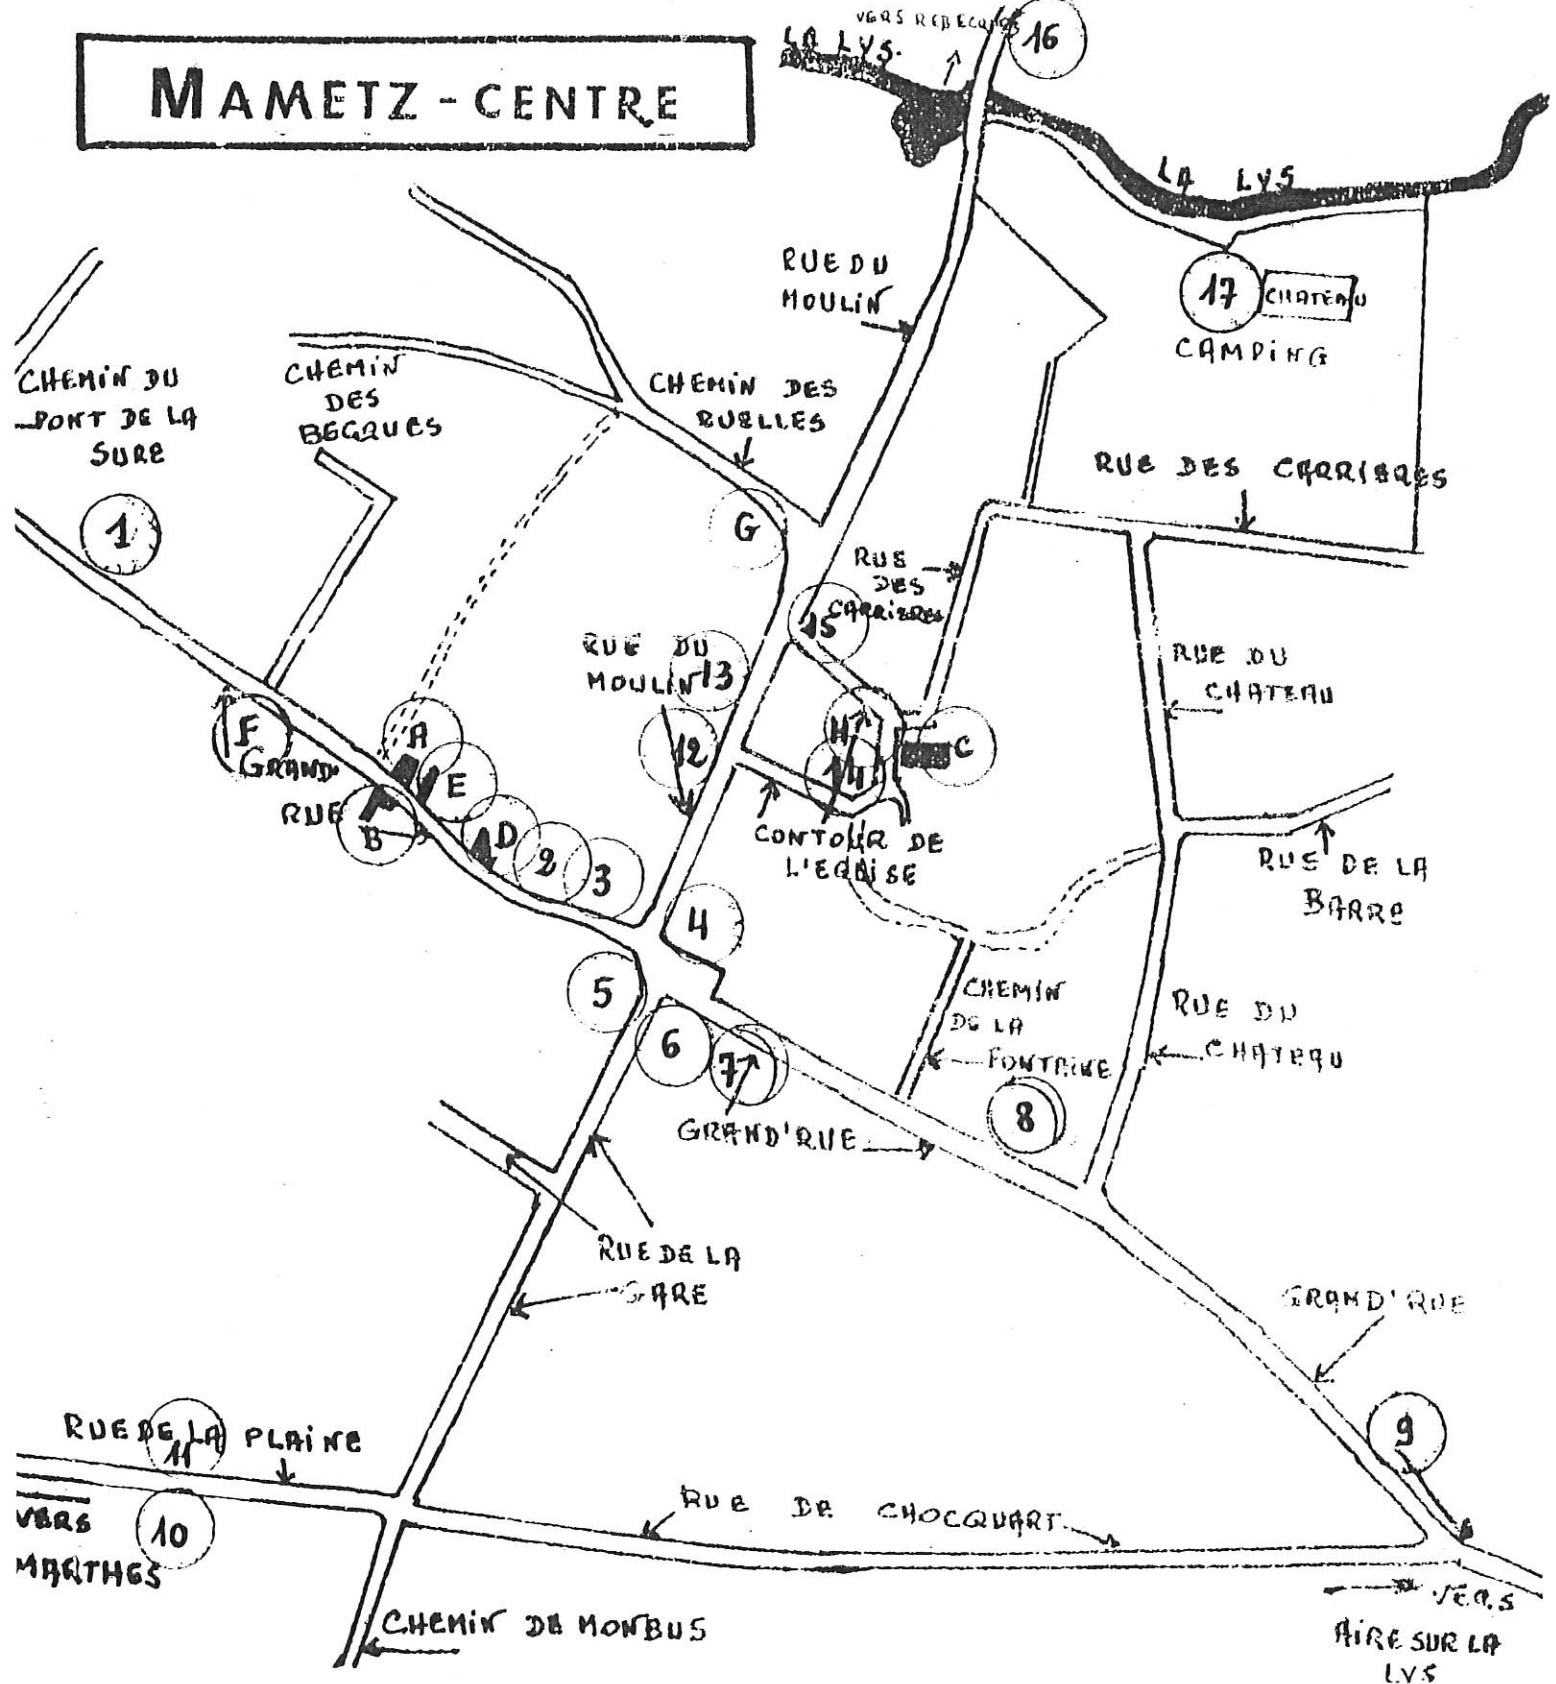 MAMETZ - CENTRE
VERS REBECQUES
16
LA LYS.
LA LYS
RUE DU
MOULIN
17
CHATEAU
CAMPING
CHEMIN DU
PONT DE LA
SURE
CHEMIN
DES
BECQUES
CHEMIN DES
RUELLES
RUE DES CARRIERES
1
G
RUE
DES
CARRIERES
15
RUE DU
MOULIN
13
RUE DU
CHATEAU
F
GRAND'
RUE
A
E
B
D
2
3
12
H
14
C
CONTOUR DE
L'EGLISE
RUE DE LA
BARRE
4
5
6
7
CHEMIN
DE LA
FONTAINE
RUE DU
CHATEAU
8
GRAND'RUE
RUE DE LA
GARE
GRAND'RUE
9
RUE DE LA PLAINE
11
VERS
MARTHES
10
RUE DE CHOCQUART
CHEMIN DE MONBUS
VERS
AIRE SUR LA
LYS